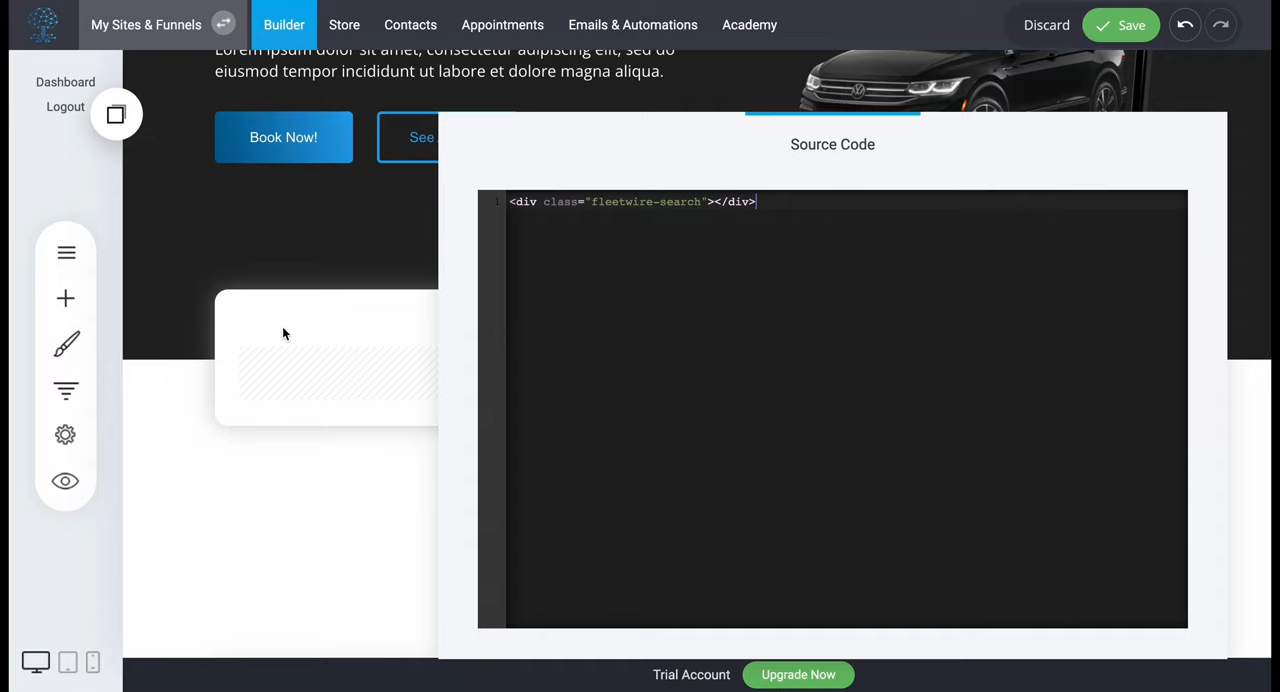 My Sites & Funnels
Builder
Store
Contacts
Appointments
Emails & Automations
Academy
Discard
Save
Dashboard
Logout
Lorem ipsum dolor sit amet, consectetur adipiscing elit, sed do
eiusmod tempor incididunt ut labore et dolore magna aliqua.
Book Now!
See
Source Code
1 <div class="fleetwire-search"></div>
Trial Account
Upgrade Now